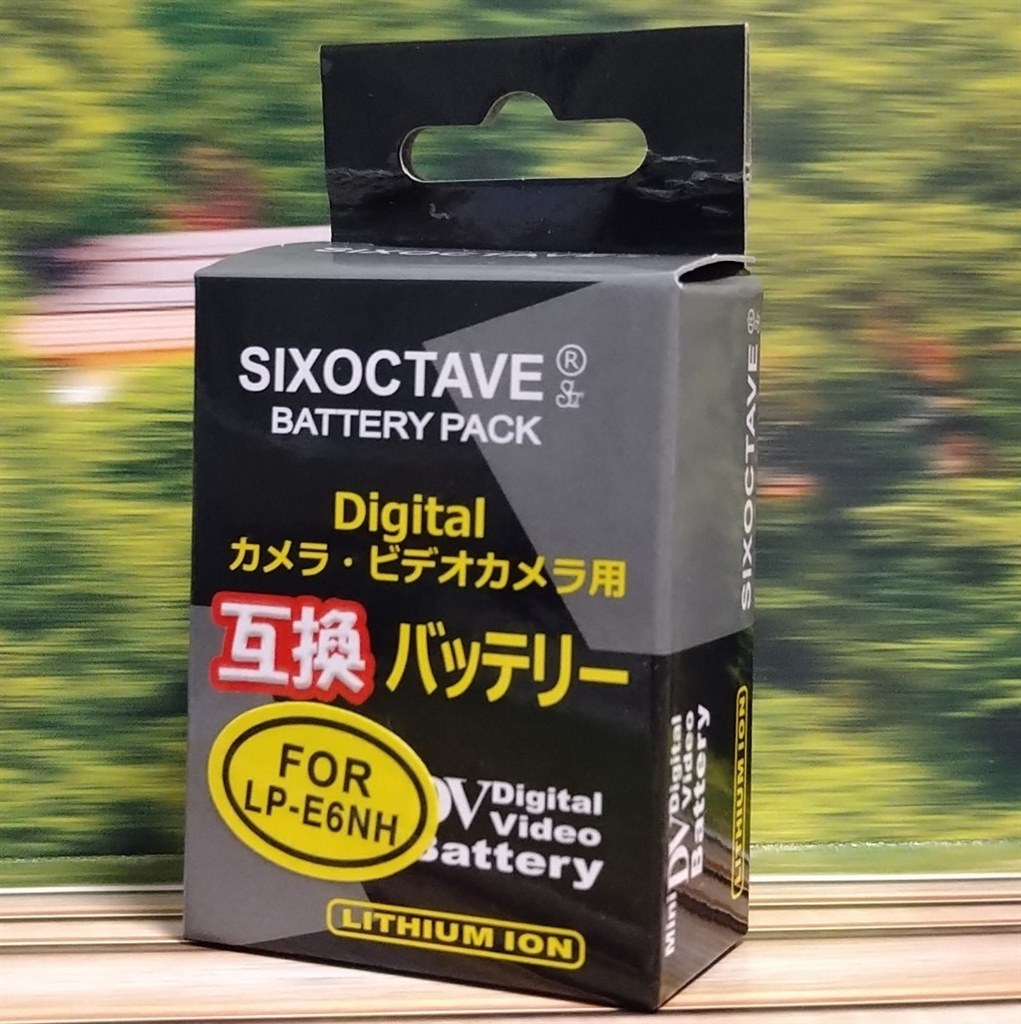 SIXOCTAVE
SIXOCTAVE ®
BATTERY PACK
Digital
カメラ・ビデオカメラ用
互換 バッテリー
FOR
LP-E6NH
DV Digital
Video
Battery
LITHIUM ION
SIXOCTAVE ®
Mini DV Digital
Video
Battery
LITHIUM ION